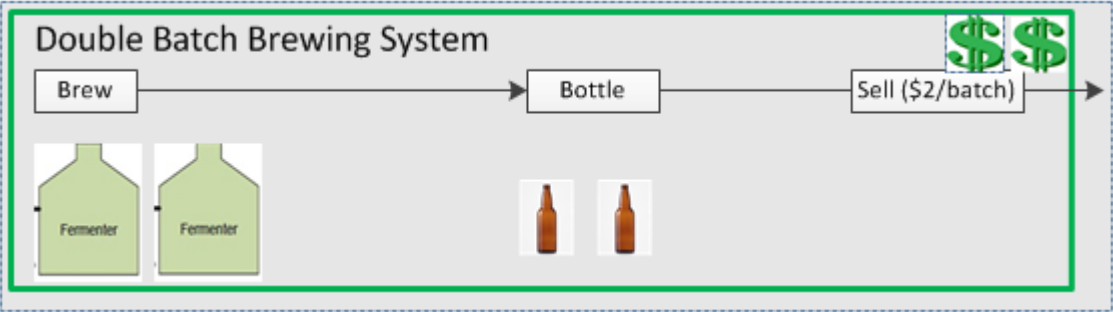 Double Batch Brewing System
$ $
Brew
Bottle
Sell ($2/batch)
Fermenter
Fermenter